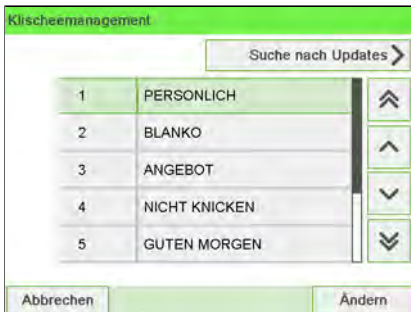 Klischeemanagement
Suche nach Updates
1 PERSONLICH
2 BLANKO
3 ANGEBOT
4 NICHT KNICKEN
5 GUTEN MORGEN
Abbrechen Ändern